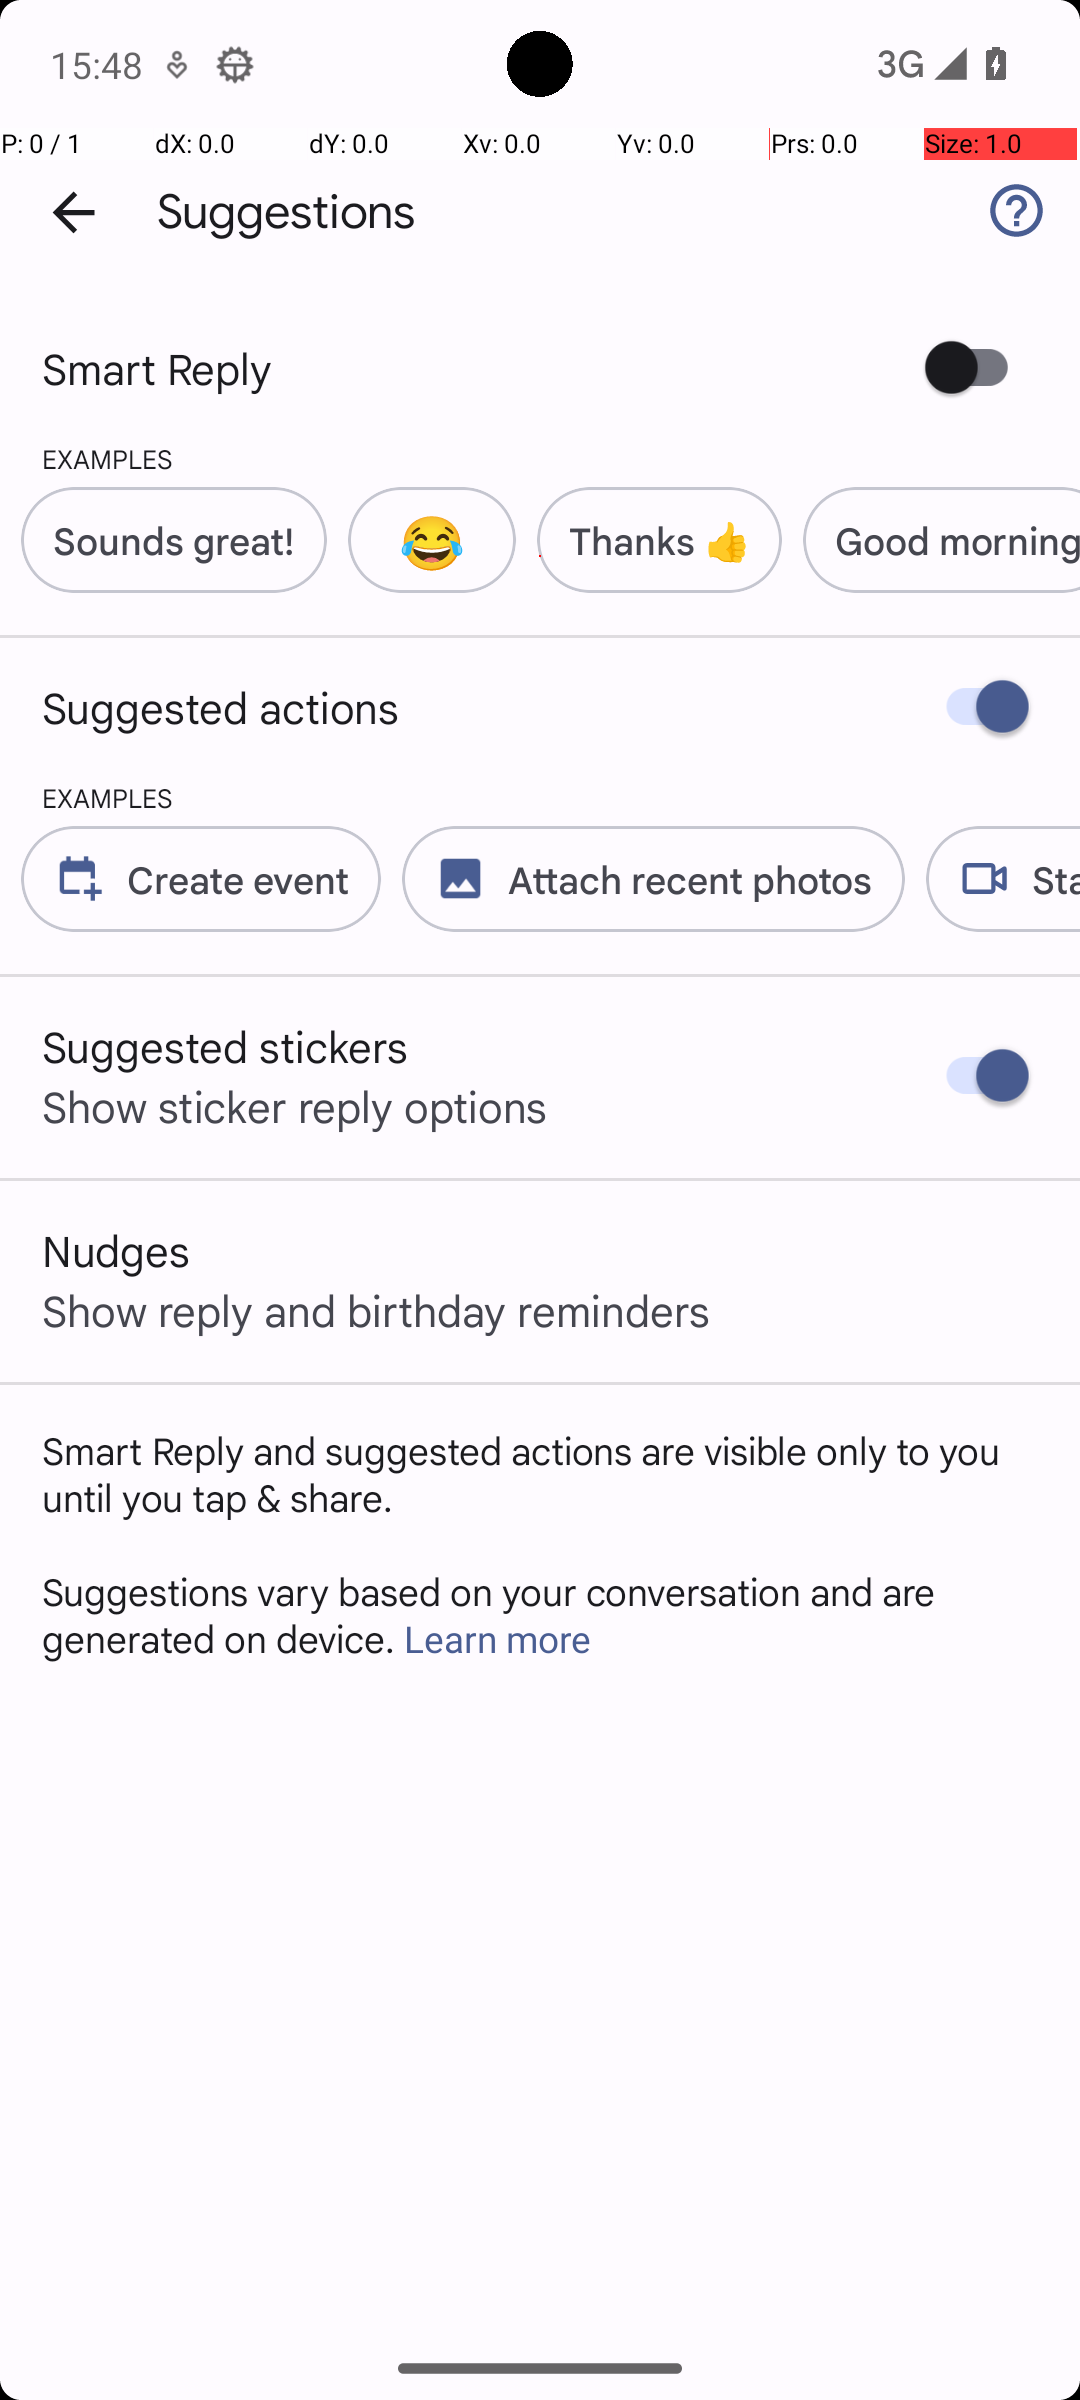 15:48
3G
P: 0 / 1 dX: 0.0 dY: 0.0 Xv: 0.0 Yv: 0.0 Prs: 0.0 Size: 1.0
Suggestions
Smart Reply
EXAMPLES
Sounds great! 😂 Thanks 👍 Good morning
Suggested actions
EXAMPLES
Create event Attach recent photos Sta
Suggested stickers
Show sticker reply options
Nudges
Show reply and birthday reminders
Smart Reply and suggested actions are visible only to you
until you tap & share.
Suggestions vary based on your conversation and are
generated on device. Learn more